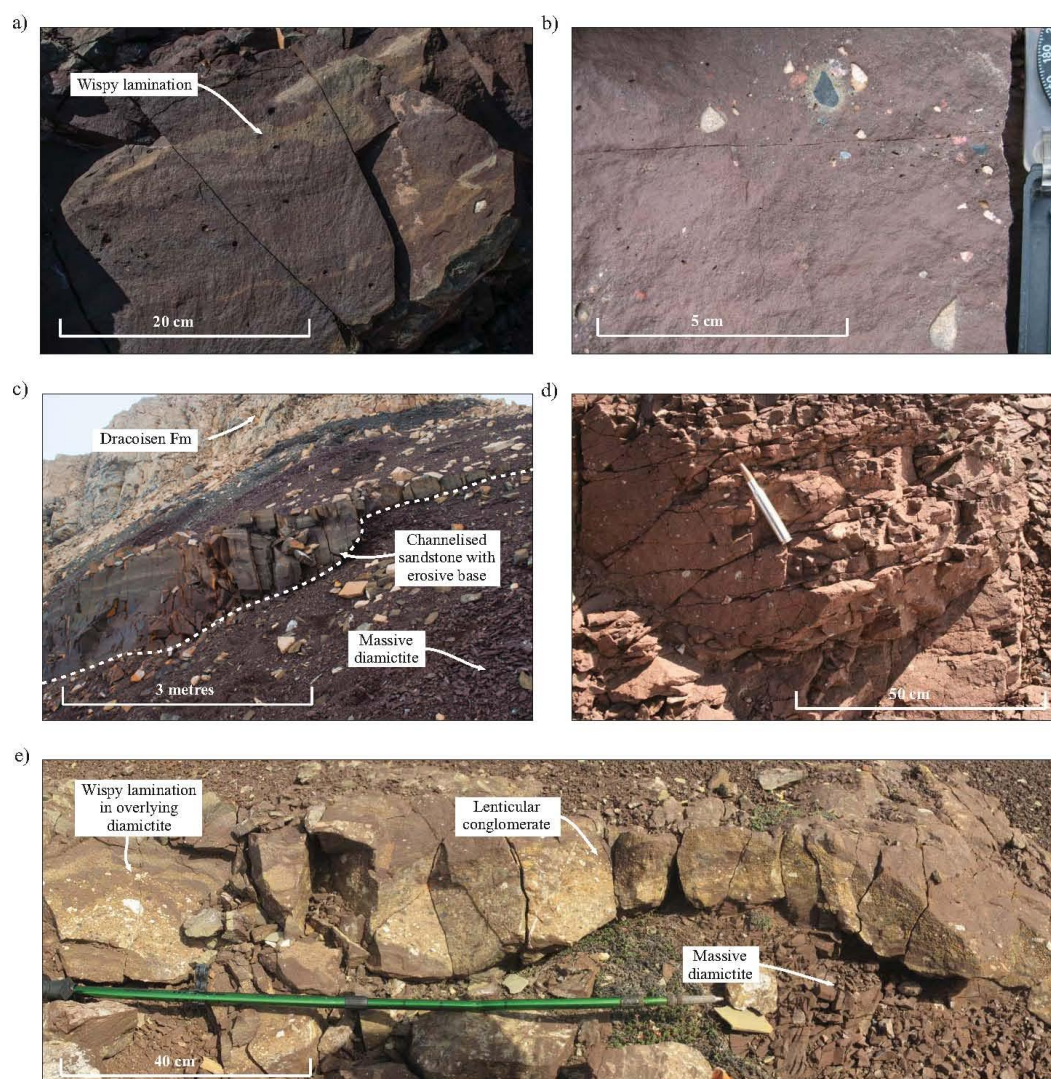 a)
Wispy lamination
20 cm
b)
180
5 cm
c)
Dracoisen Fm
Channelised
sandstone with
erosive base
Massive
diamictite
3 metres
d)
50 cm
e)
Wispy lamination
in overlying
diamictite
Lenticular
conglomerate
Massive
diamictite
40 cm